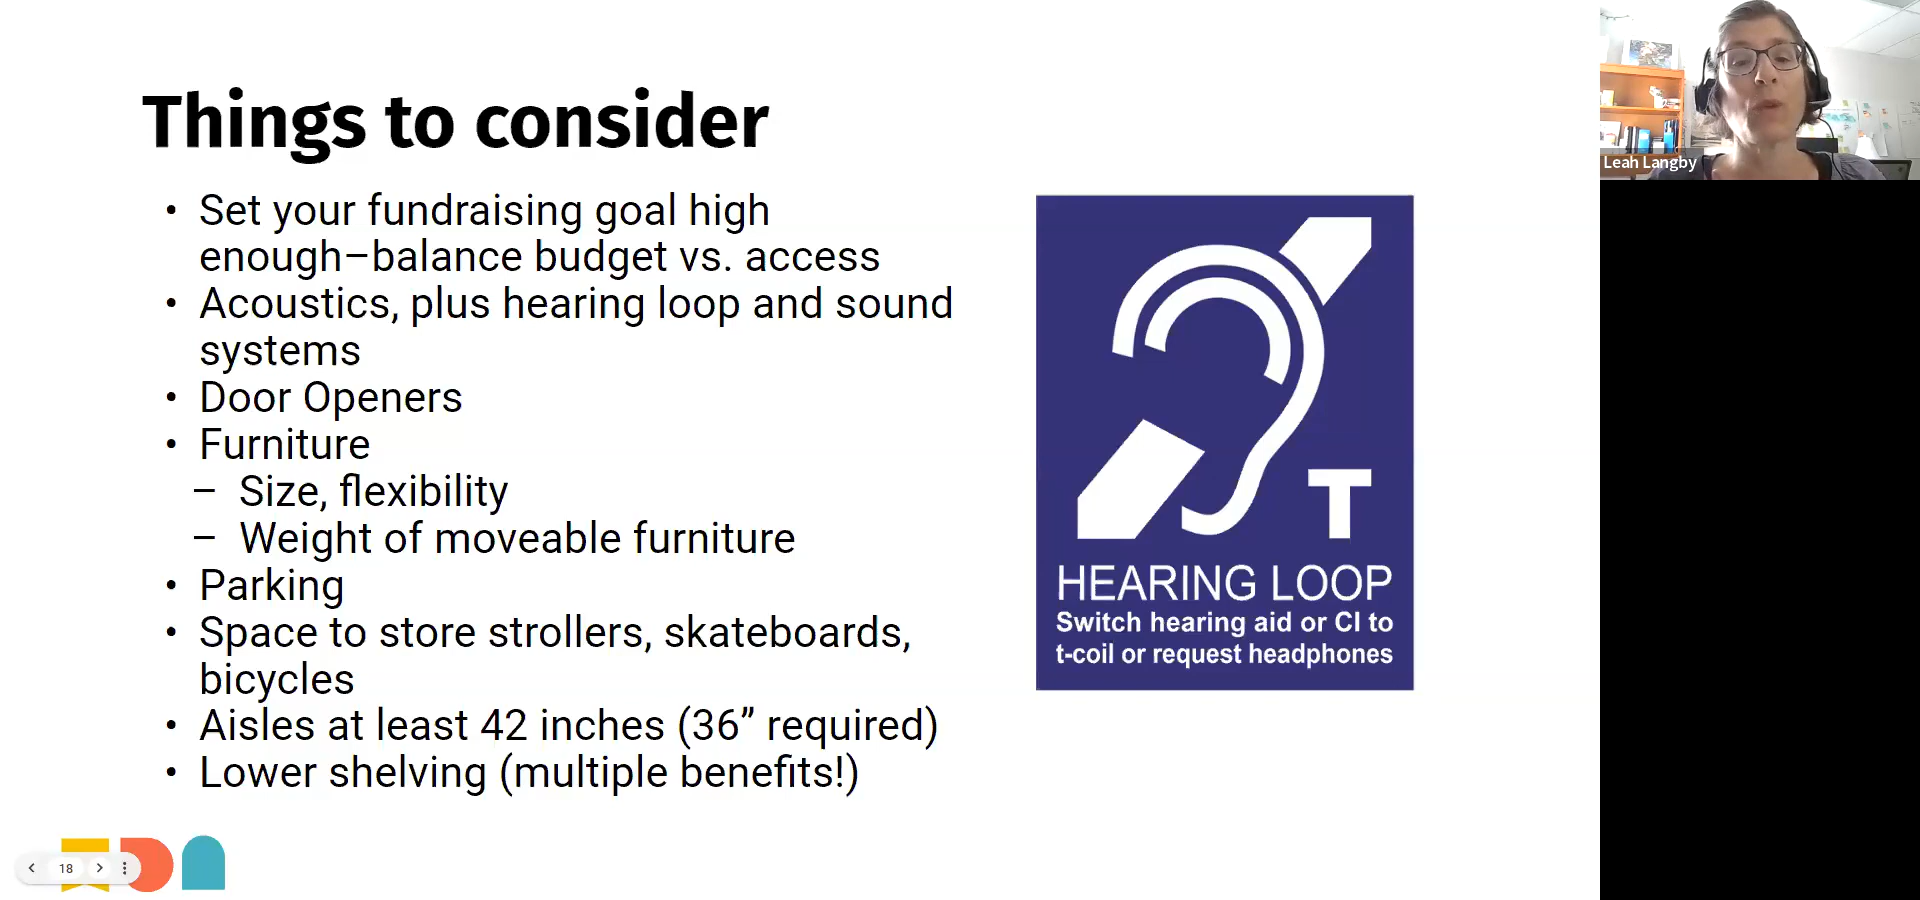 Things to consider
• Set your fundraising goal high
enough–balance budget vs. access
• Acoustics, plus hearing loop and sound
systems
• Door Openers
• Furniture
– Size, flexibility
– Weight of moveable furniture
• Parking
• Space to store strollers, skateboards,
bicycles
• Aisles at least 42 inches (36” required)
• Lower shelving (multiple benefits!)
T
HEARING LOOP
Switch hearing aid or CI to
t-coil or request headphones
Leah Langby
18